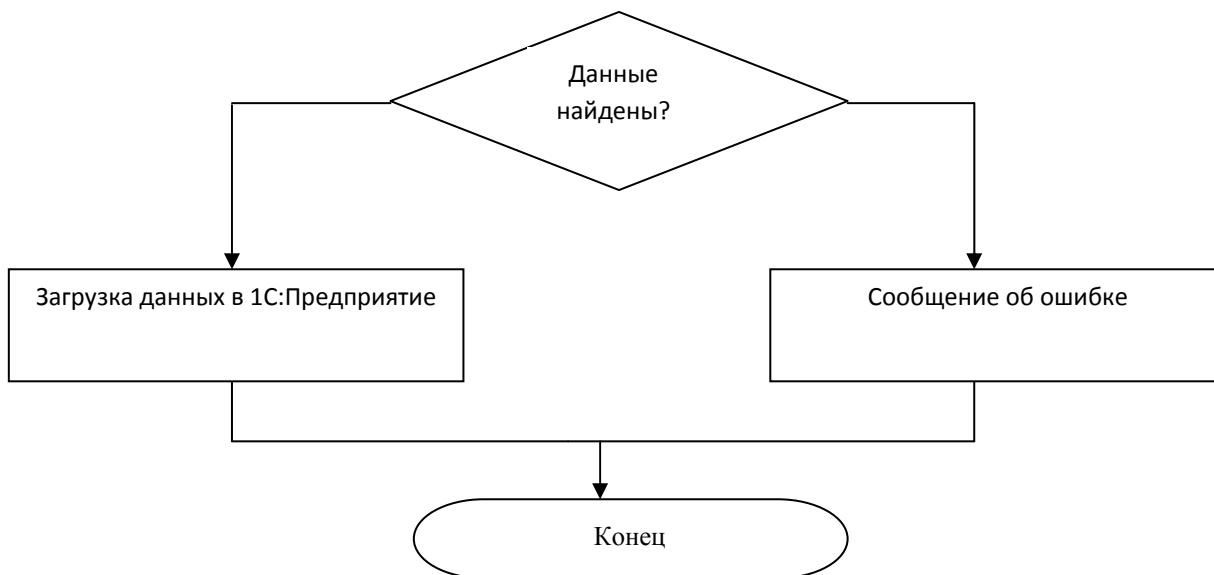 Данные
найдены?
Загрузка данных в 1С:Предприятие
Сообщение об ошибке
Конец